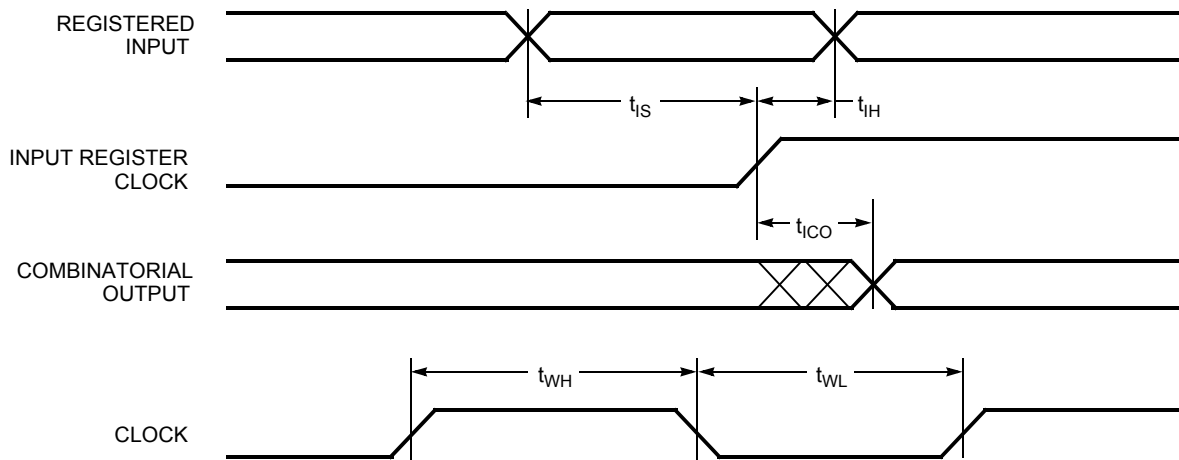 REGISTERED
INPUT
tIS
tIH
INPUT REGISTER
CLOCK
tICO
COMBINATORIAL
OUTPUT
tWH
tWL
CLOCK